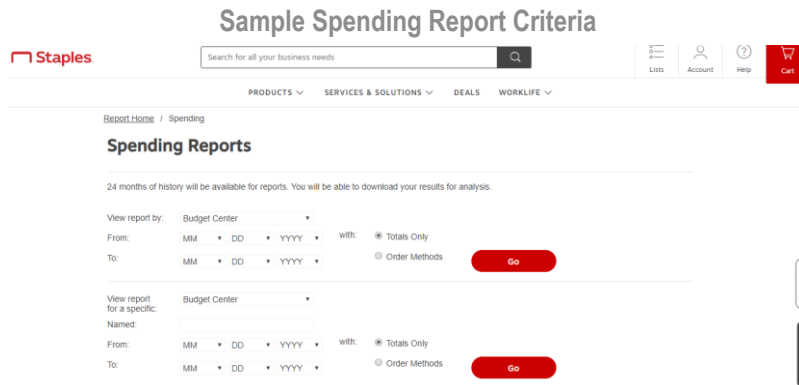 Sample Spending Report Criteria
Staples
Search for all your business needs
Lists Account Help Cart
PRODUCTS SERVICES & SOLUTIONS DEALS WORKLIFE
Report Home / Spending
Spending Reports
24 months of history will be available for reports. You will be able to download your results for analysis.
View report by: Budget Center
From: MM DD YYYY with: Totals Only
To: MM DD YYYY Order Methods Go
View report
for a specific: Budget Center
Named:
From: MM DD YYYY with: Totals Only
To: MM DD YYYY Order Methods Go